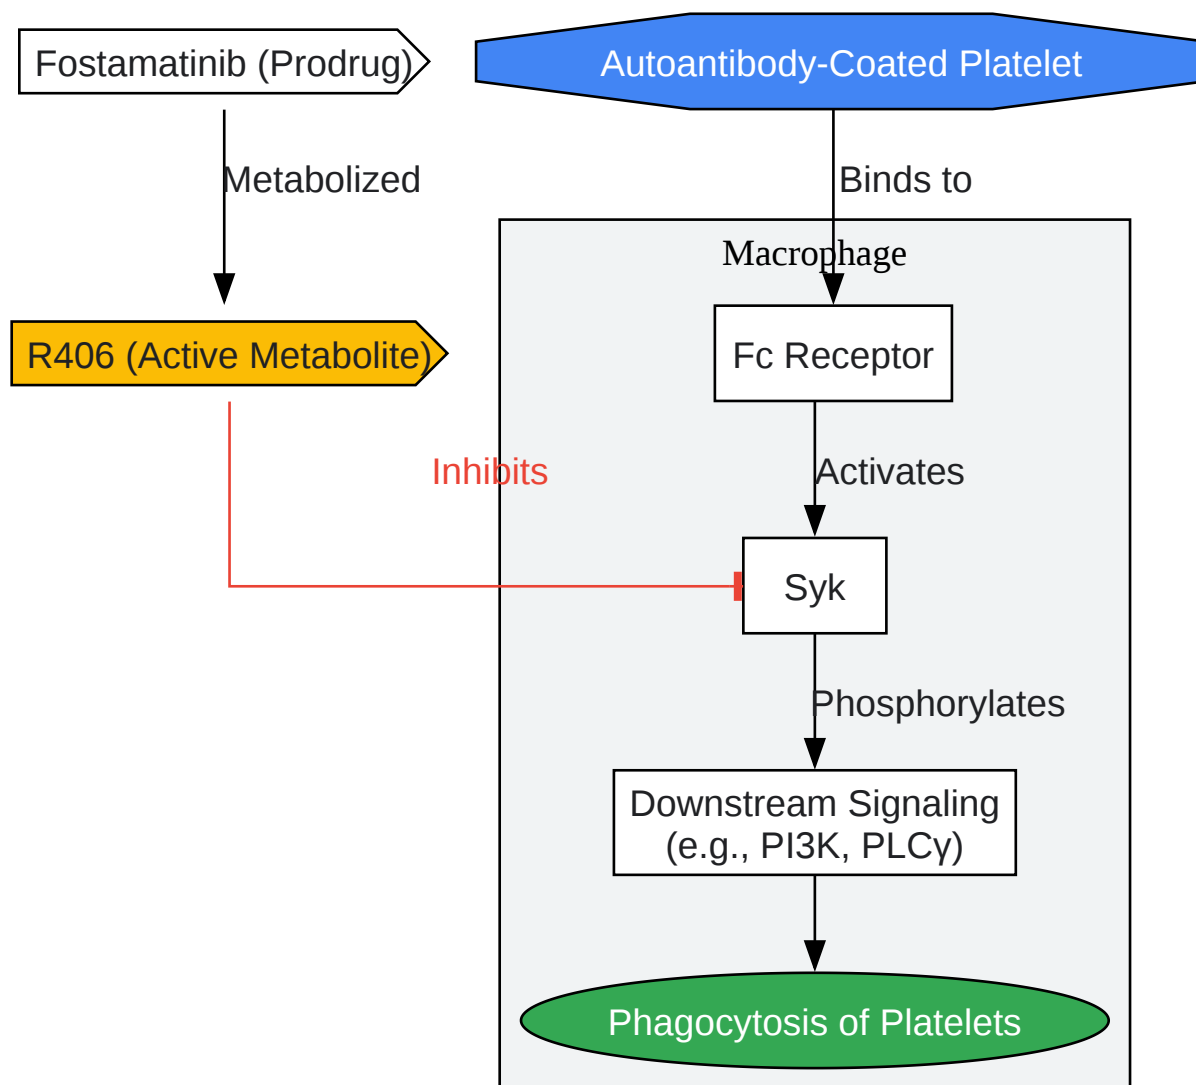 Fostamatinib (Prodrug)
Autoantibody-Coated Platelet
Metabolized
Binds to
Macrophage
R406 (Active Metabolite)
Fc Receptor
Inhibits
Activates
Syk
Phosphorylates
Downstream Signaling
(e.g., PI3K, PLCγ)
Phagocytosis of Platelets